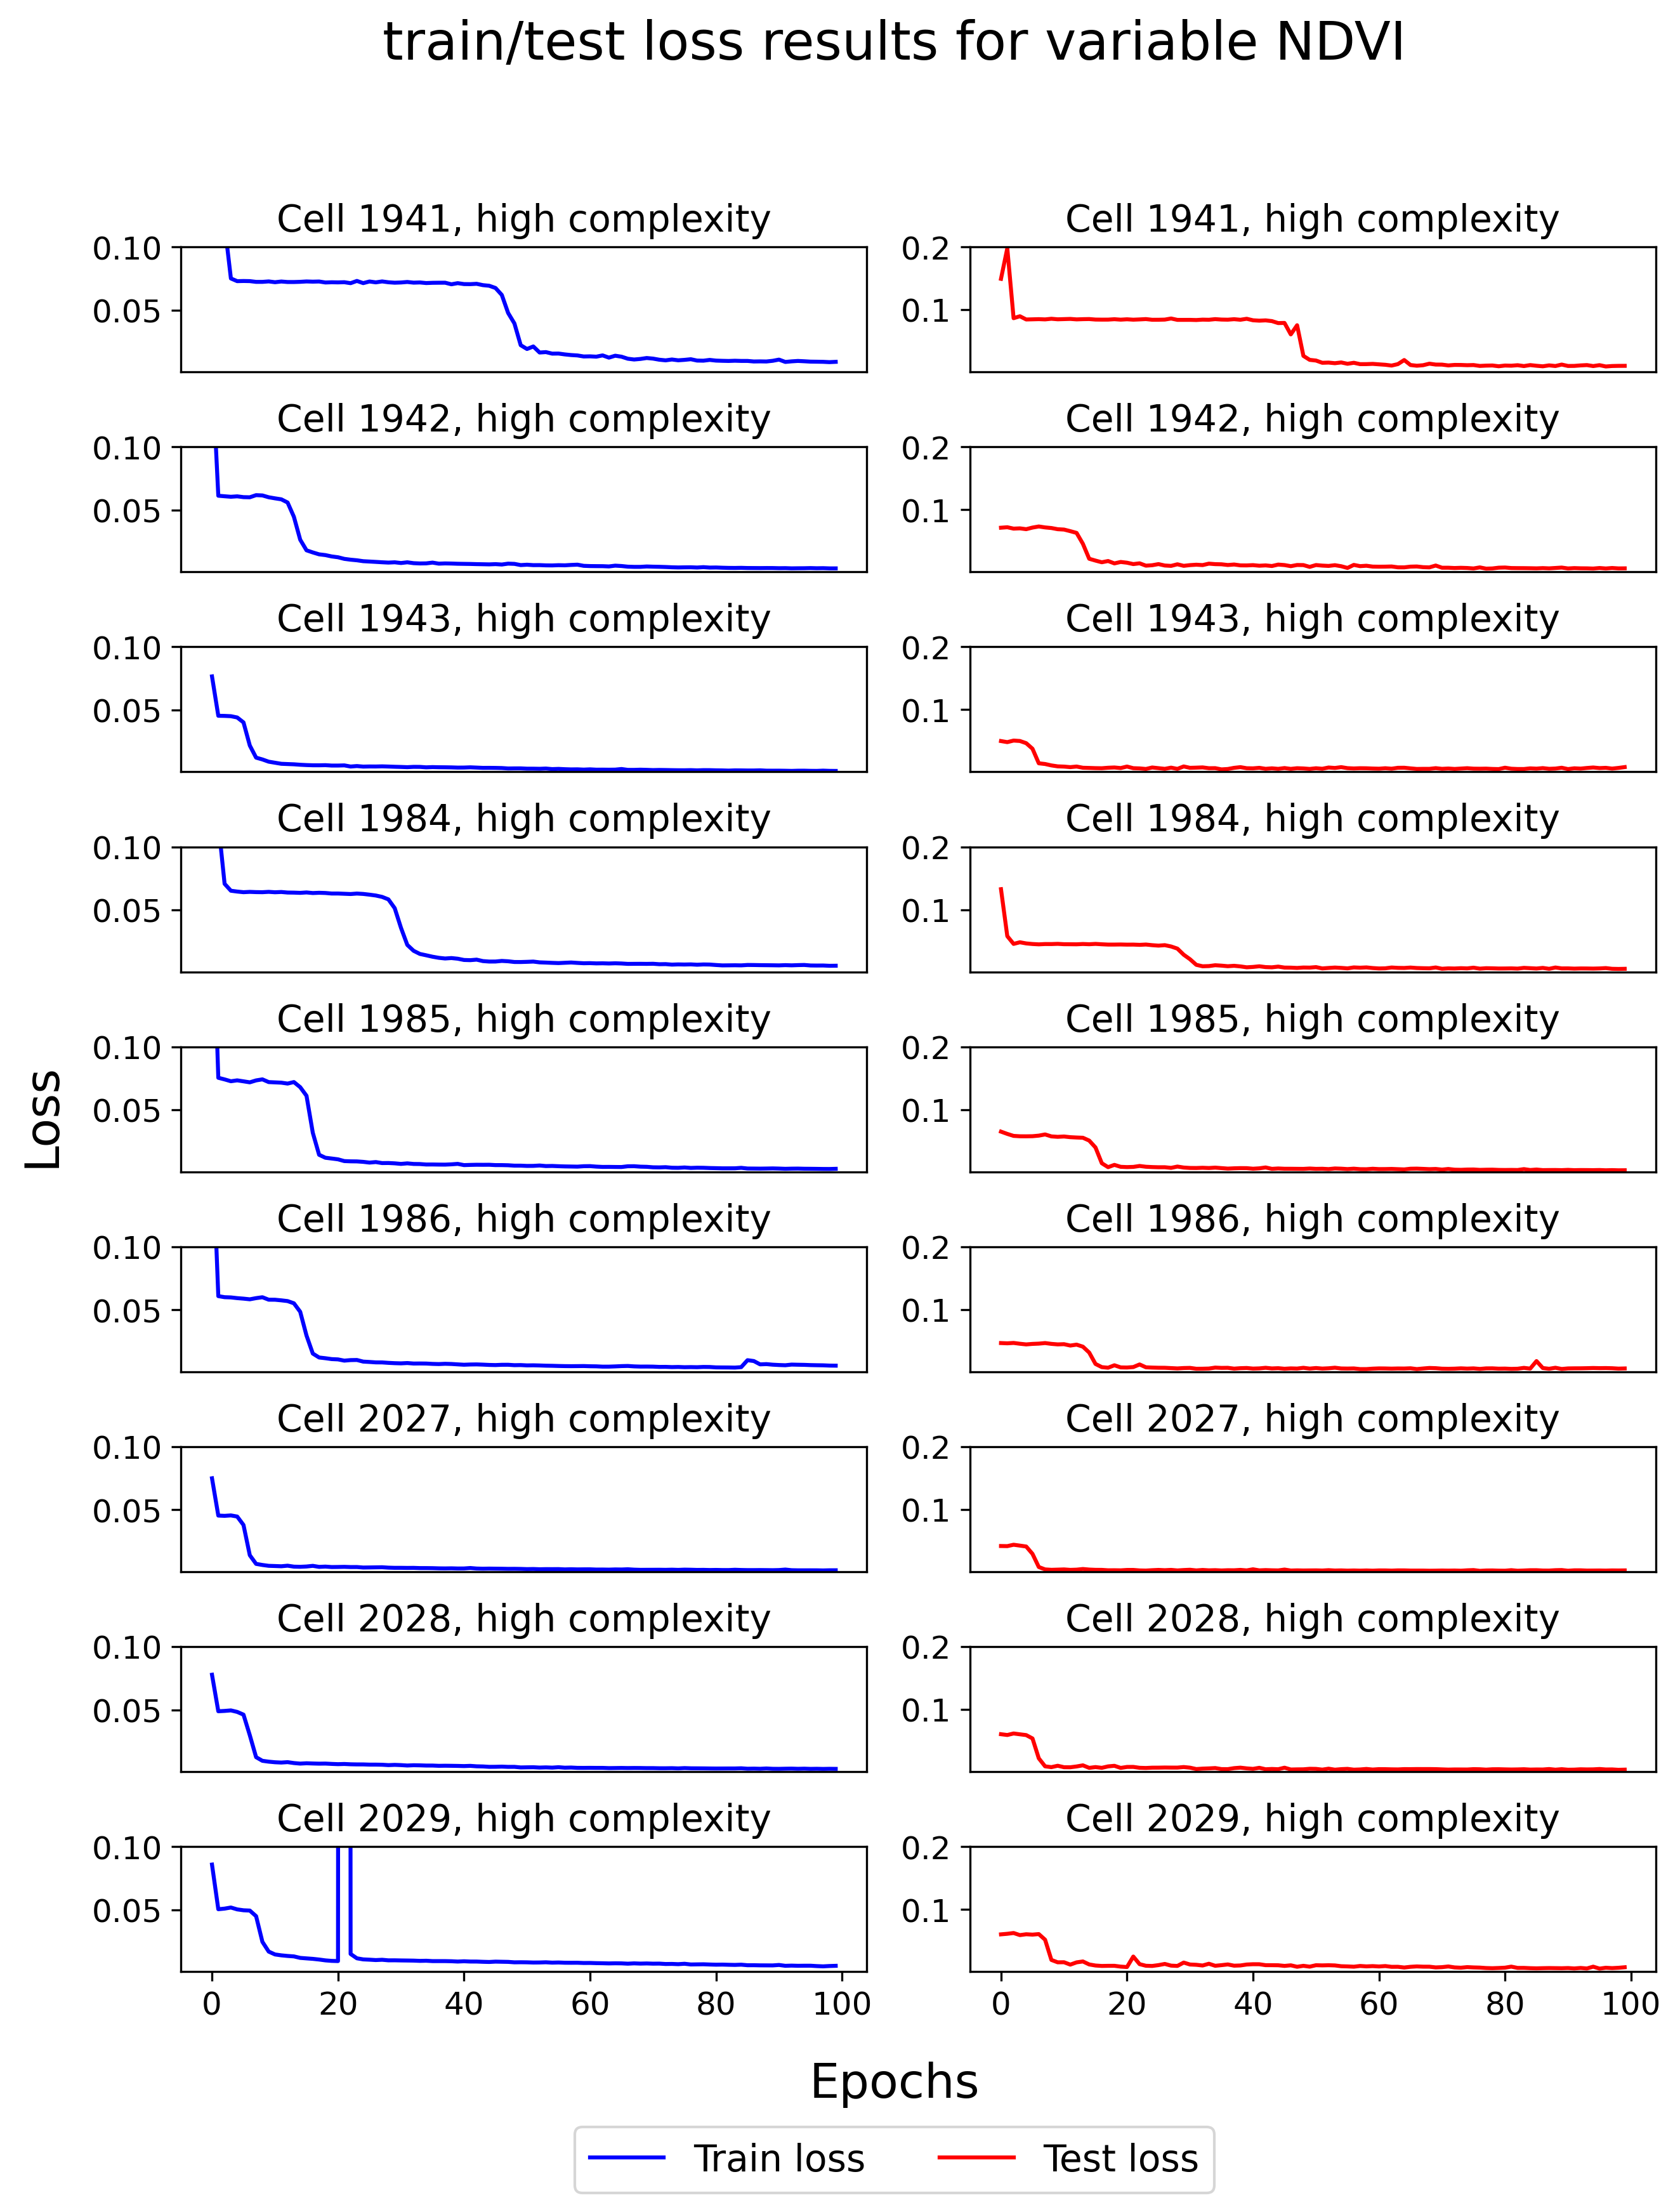 train/test loss results for variable NDVI
Cell 1941, high complexity
0.10
0.05
Cell 1941, high complexity
0.2
0.1
Cell 1942, high complexity
0.10
0.05
Cell 1942, high complexity
0.2
0.1
Cell 1943, high complexity
0.10
0.05
Cell 1943, high complexity
0.2
0.1
Cell 1984, high complexity
0.10
0.05
Cell 1984, high complexity
0.2
0.1
Loss
Cell 1985, high complexity
0.10
0.05
Cell 1985, high complexity
0.2
0.1
Cell 1986, high complexity
0.10
0.05
Cell 1986, high complexity
0.2
0.1
Cell 2027, high complexity
0.10
0.05
Cell 2027, high complexity
0.2
0.1
Cell 2028, high complexity
0.10
0.05
Cell 2028, high complexity
0.2
0.1
Cell 2029, high complexity
0.10
0.05
0 20 40 60 80 100
Cell 2029, high complexity
0.2
0.1
0 20 40 60 80 100
Epochs
Train loss
Test loss